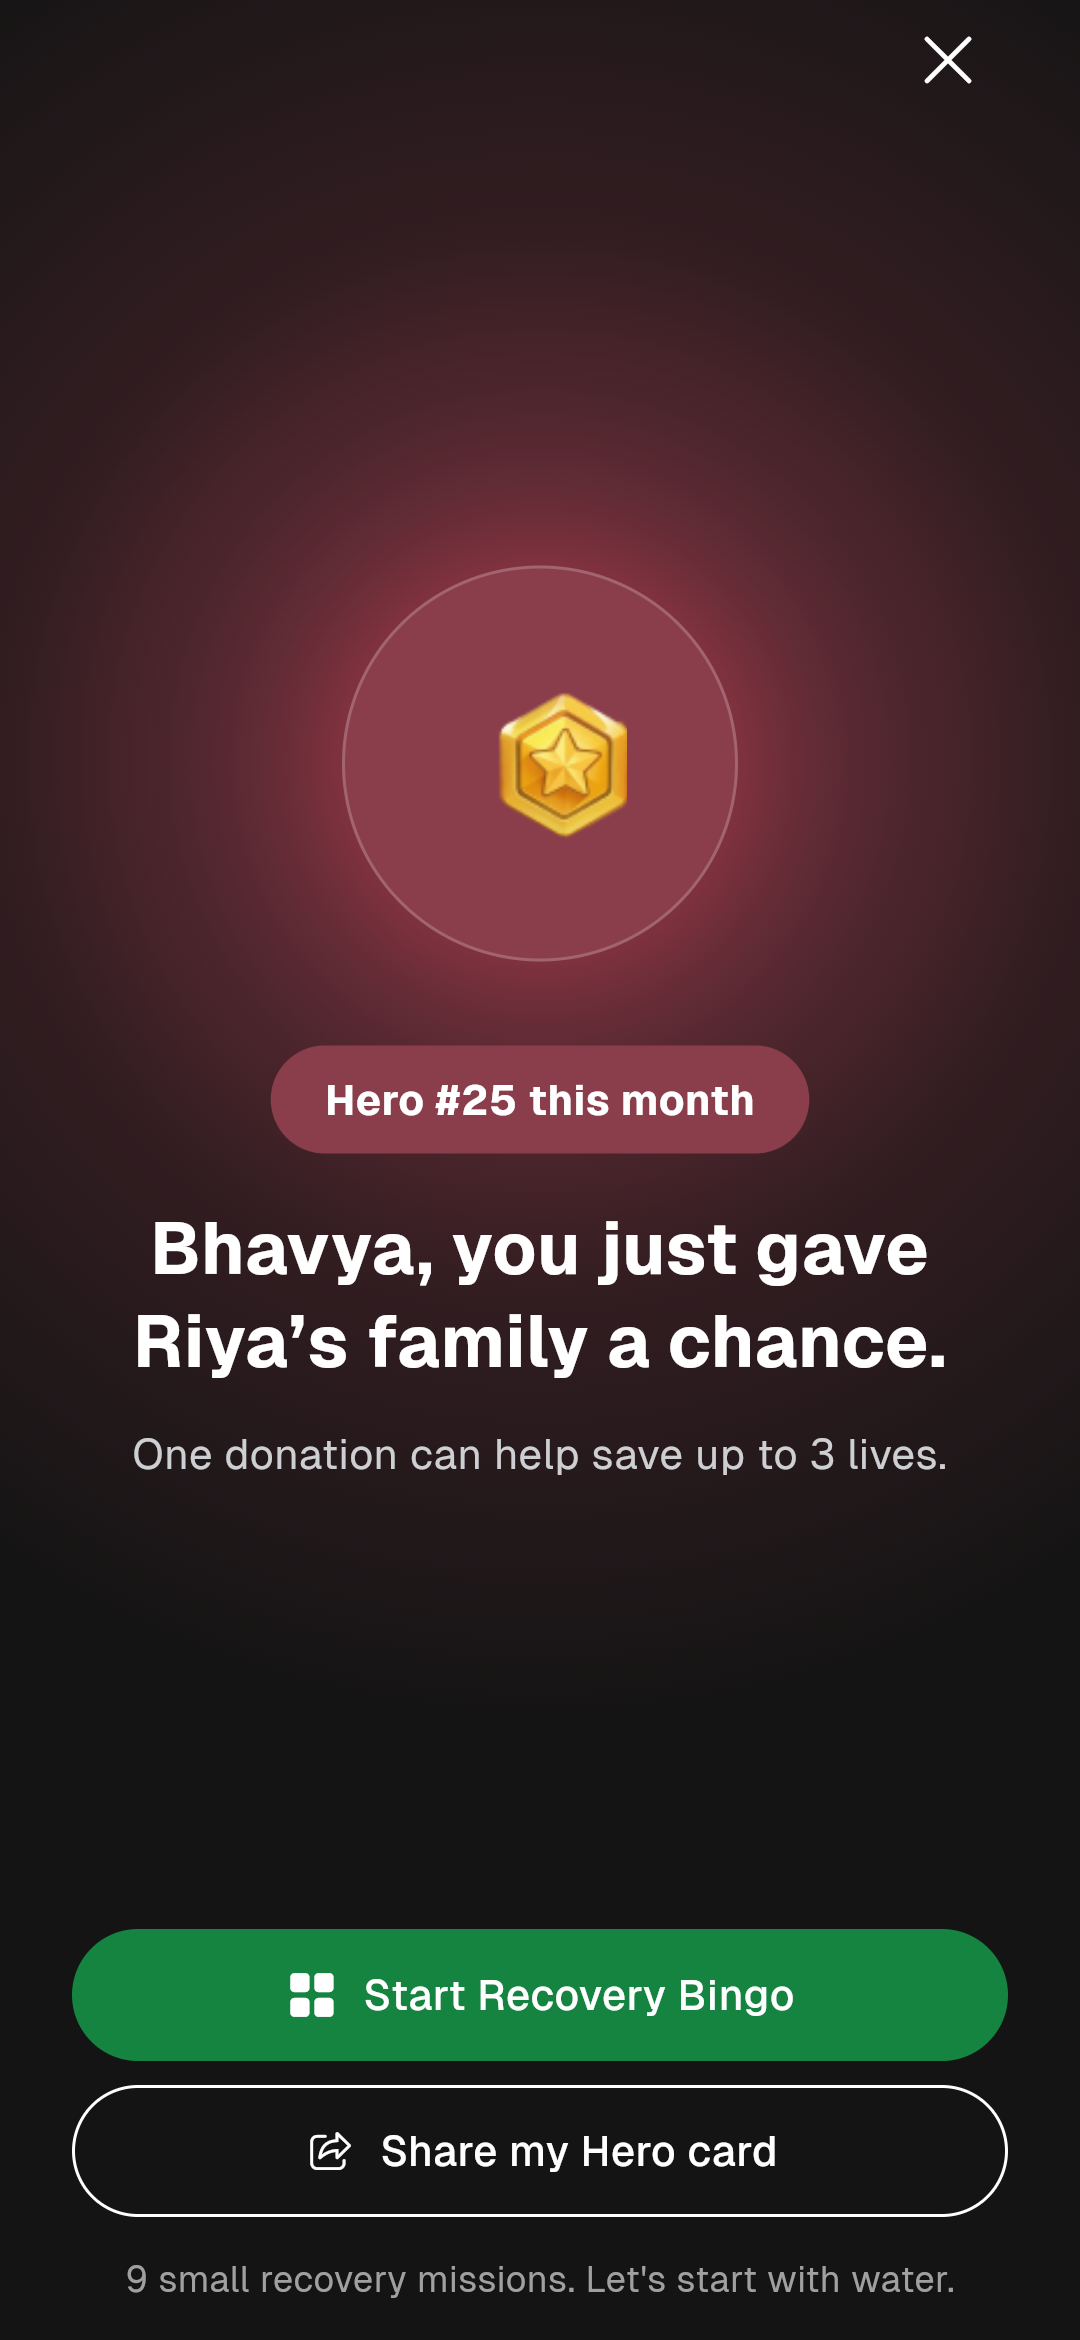 Hero #25 this month
Bhavya, you just gave
Riya’s family a chance.
One donation can help save up to 3 lives.
Start Recovery Bingo
Share my Hero card
9 small recovery missions. Let's start with water.